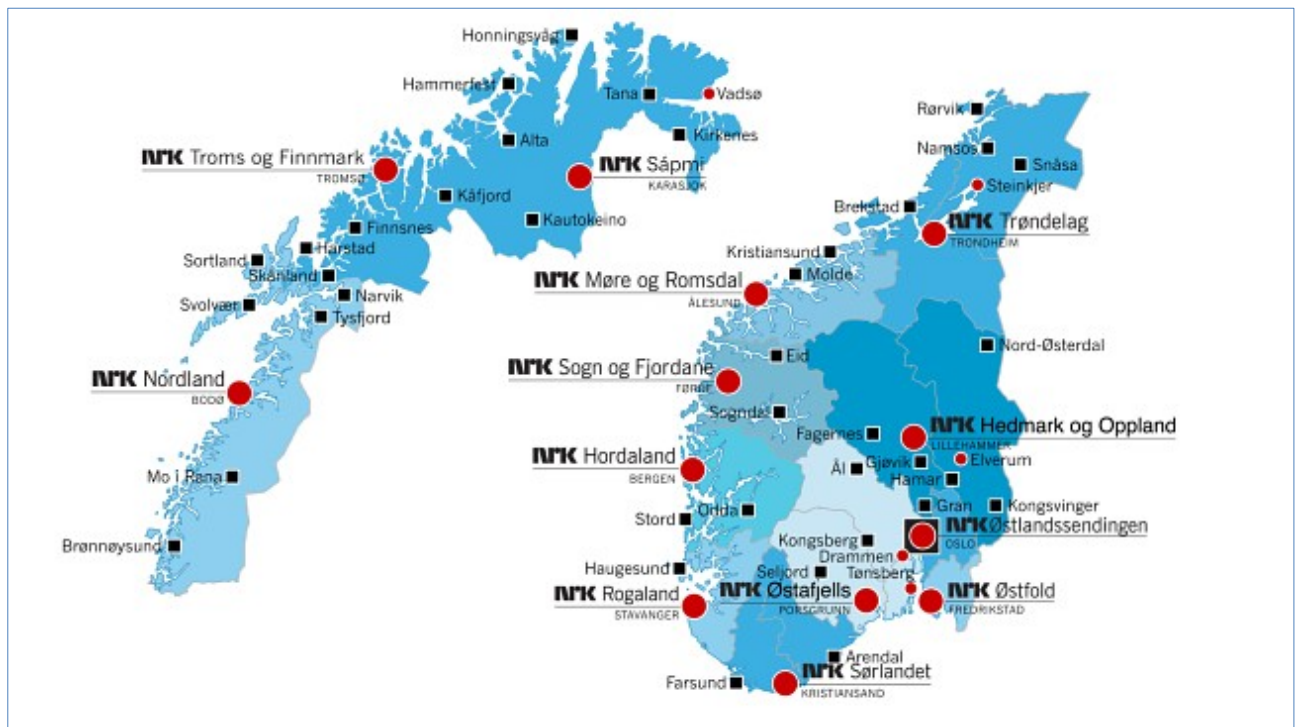 Honningsvåg
Hammerfest
Tana
Vadsø
Alta
Kirkenes
NRK Troms og Finnmark
TROMSØ
NRK Sápmi
KARASJOK
Kåfjord
Kautokeino
Finnsnes
Harstad
Sortland
Skånland
Narvik
Svolvær
Tysfjord
NRK Nordland
BODØ
Mo i Rana
Brønnøysund
Rørvik
Namsos
Snåsa
Steinkjer
Brekstad
NRK Trøndelag
TRONDHEIM
Kristiansund
Molde
NRK Møre og Romsdal
ÅLESUND
Nord-Østerdal
Eid
NRK Sogn og Fjordane
FØRDE
Sogndal
Fagernes
NRK Hedmark og Oppland
LILLEHAMMER
NRK Hordaland
BERGEN
Ål
Gjøvik
Elverum
Hamar
Odda
Gran
Kongsvinger
Stord
NRK Østlandssendingen
OSLO
Kongsberg
Drammen
Haugesund
Seljord
Tønsberg
NRK Rogaland
STAVANGER
NRK Østafjells
PORSGRUNN
NRK Østfold
FREDRIKSTAD
Arendal
Farsund
NRK Sørlandet
KRISTIANSAND